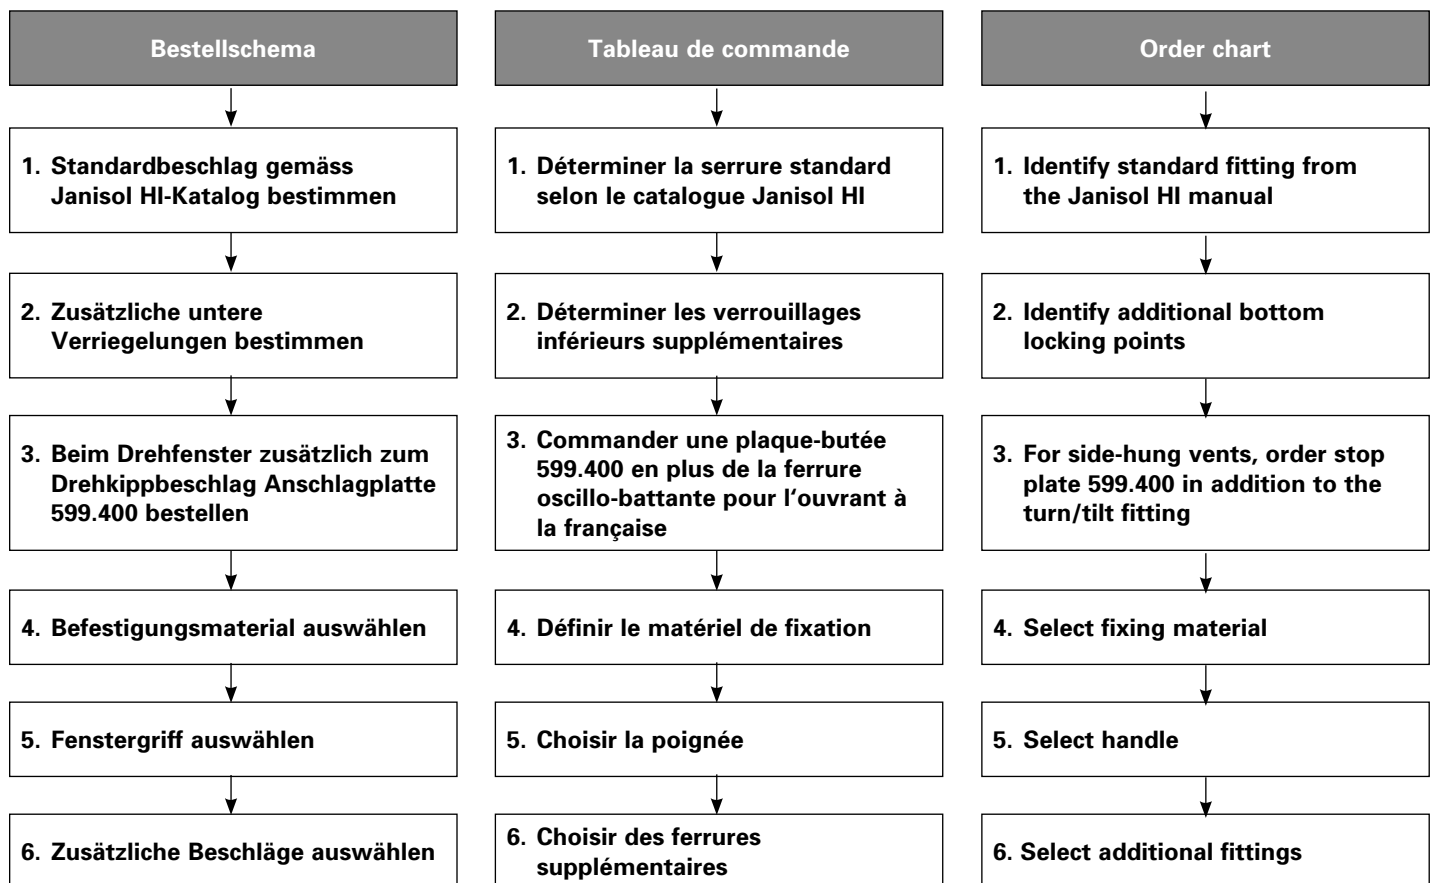 Bestellschema
1. Standardbeschlag gemäss
Janisol HI-Katalog bestimmen
2. Zusätzliche untere
Verriegelungen bestimmen
3. Beim Drehfenster zusätzlich zum
Drehkippbeschlag Anschlagplatte
599.400 bestellen
4. Befestigungsmaterial auswählen
5. Fenstergriff auswählen
6. Zusätzliche Beschläge auswählen
Tableau de commande
1. Déterminer la serrure standard
selon le catalogue Janisol HI
2. Déterminer les verrouillages
inférieurs supplémentaires
3. Commander une plaque-butée
599.400 en plus de la ferrure
oscillo-battante pour l‘ouvrant à
la française
4. Définir le matériel de fixation
5. Choisir la poignée
6. Choisir des ferrures
supplémentaires
Order chart
1. Identify standard fitting from
the Janisol HI manual
2. Identify additional bottom
locking points
3. For side-hung vents, order stop
plate 599.400 in addition to the
turn/tilt fitting
4. Select fixing material
5. Select handle
6. Select additional fittings